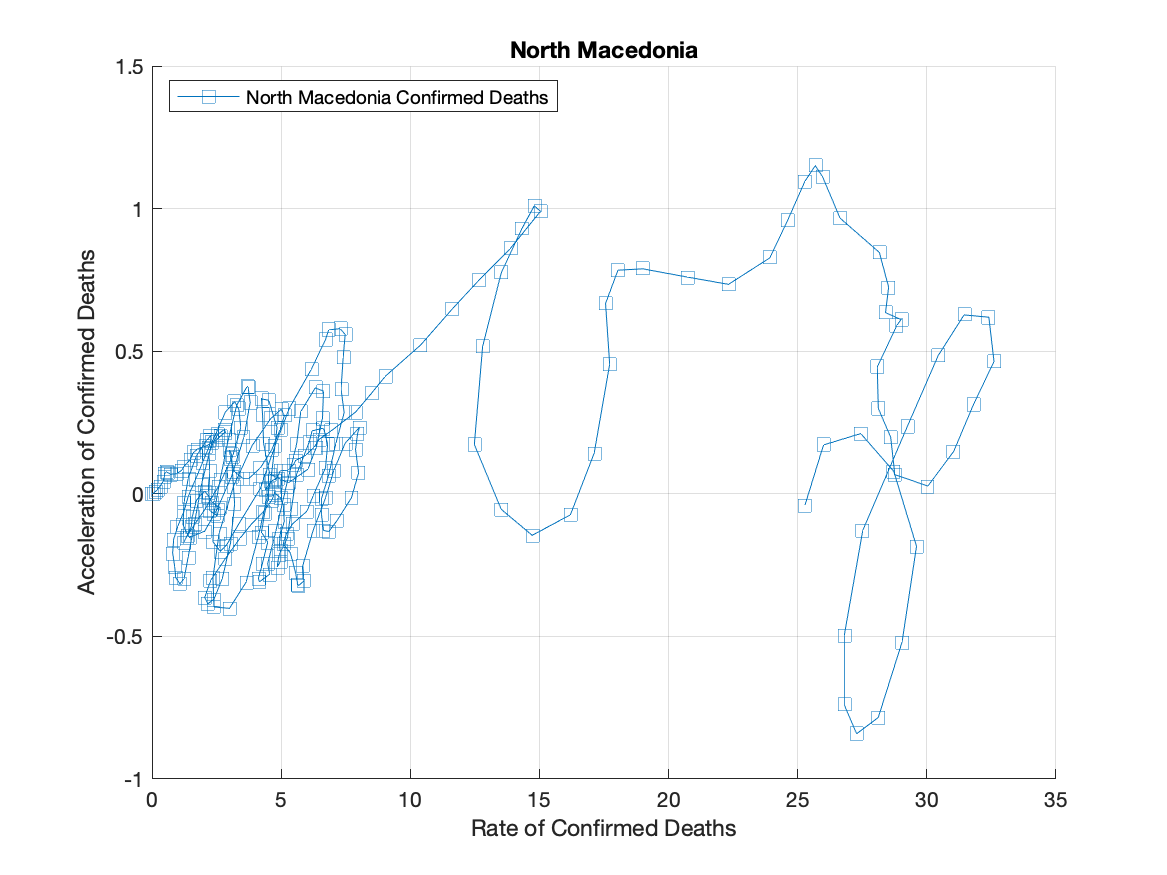 North Macedonia
North Macedonia Confirmed Deaths
1.5
1
0.5
0
-0.5
-1
Acceleration of Confirmed Deaths
0 5 10 15 20 25 30 35
Rate of Confirmed Deaths